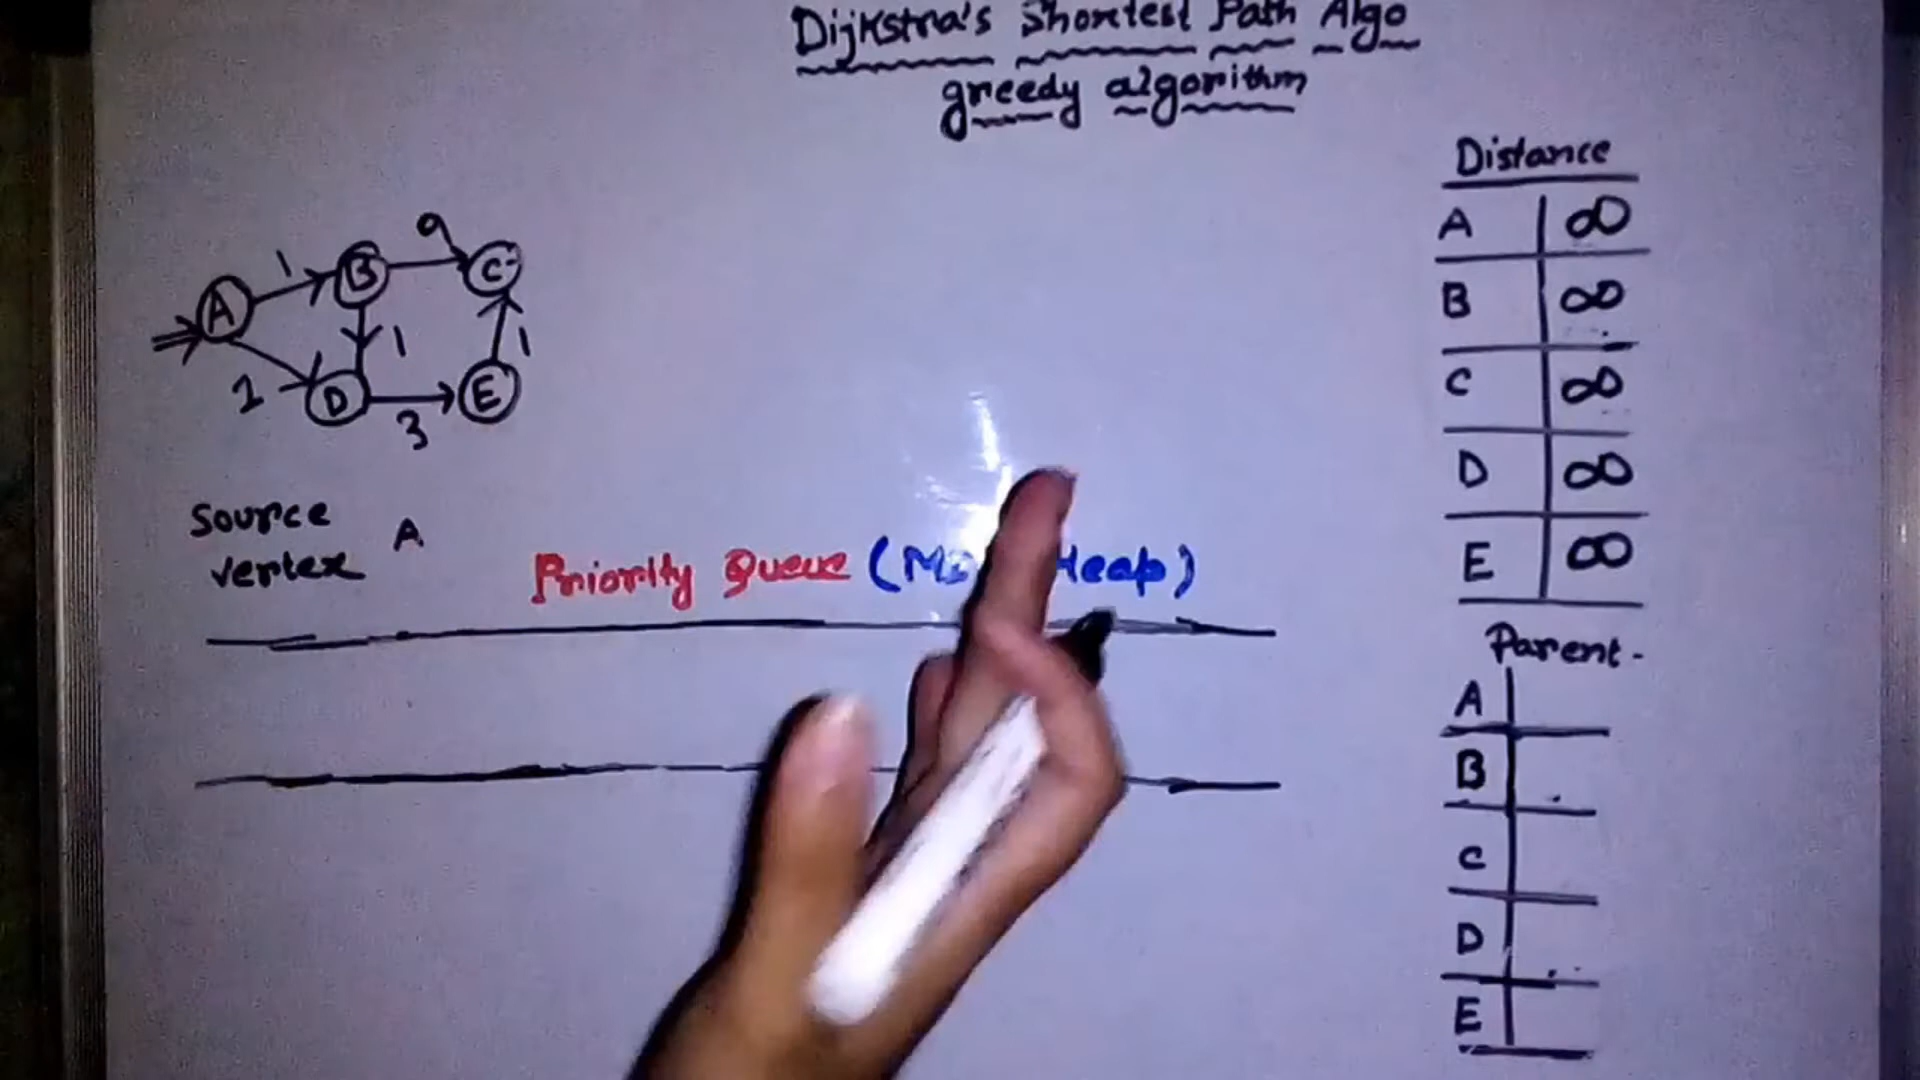 Dijkstra's Shortest Path Algo
greedy algorithm
Distance
A ∞
B ∞
C ∞
D ∞
E ∞
1 9
A B C
1 1
2 D 3 E
Source
vertex A
Priority Queue ( Heap)
Parent -
A
B
C
D
E